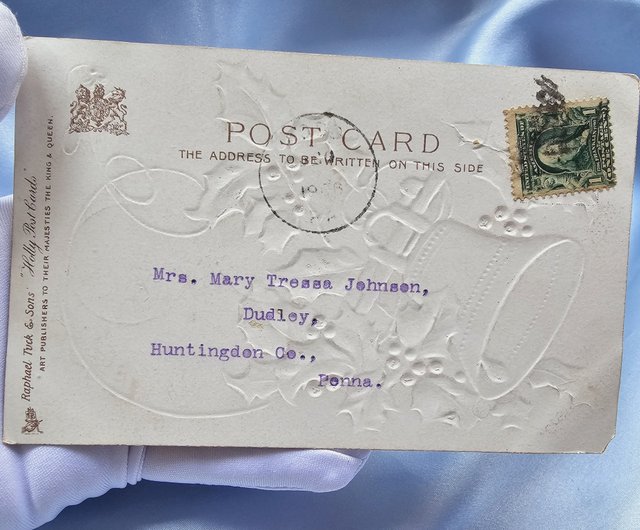 POST CARD
THE ADDRESS TO BE WRITTEN ON THIS SIDE
Mrs. Mary Tressa Johnson,
Dudley,
Huntingdon Co.,
Penna.
Raphael Tuck & Sons' "Holly Post Cards"
ART PUBLISHERS TO THEIR MAJESTIES THE KING & QUEEN.